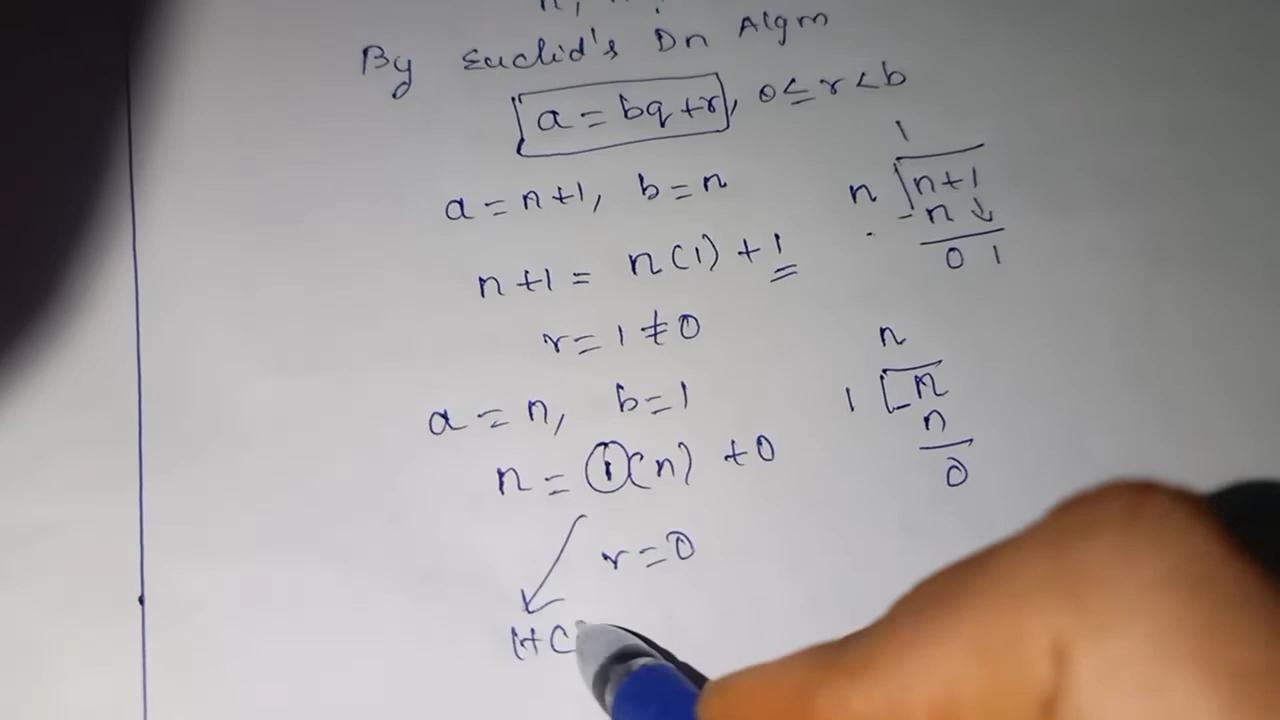 n,
By Euclid's Dn Algm
a = bq + r, 0 ≤ r < b
a = n+1, b = n
n+1 = n(1) + 1
r = 1 ≠ 0
a = n, b = 1
n = 1(n) + 0
r = 0
HC
1
n n+1
- n ↓
0 1
n
1 n
- n
0